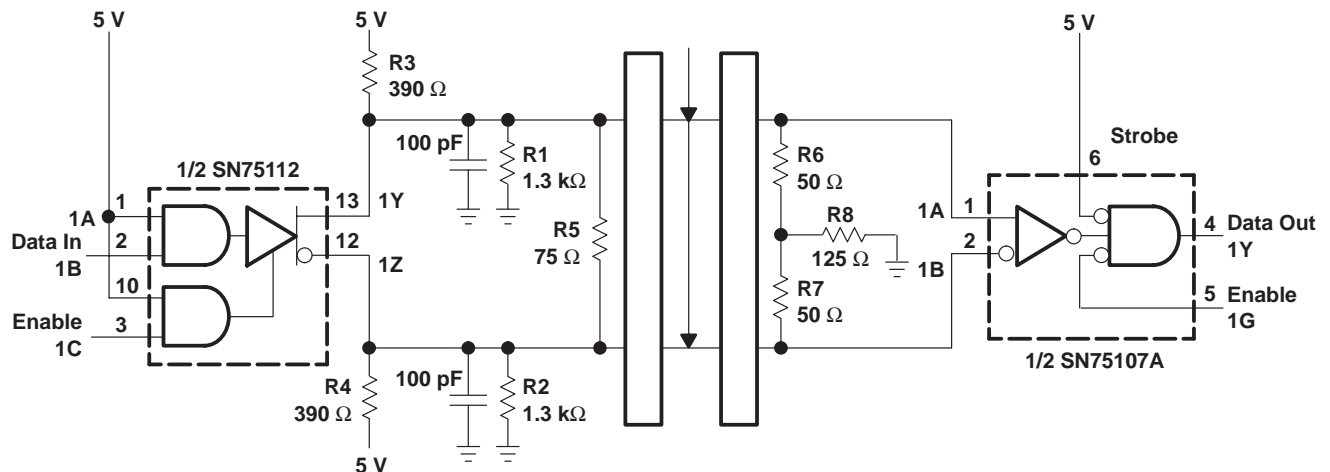 5 V
5 V
5 V
R3
390 Ω
100 pF
R1
1.3 kΩ
R6
50 Ω
Strobe
6
1/2 SN75112
1
1A
Data In
2
1B
10
Enable
3
1C
13
1Y
12
1Z
R5
75 Ω
R8
125 Ω
R7
50 Ω
1A
1
2
1B
4
Data Out
1Y
5
Enable
1G
1/2 SN75107A
R4
390 Ω
100 pF
R2
1.3 kΩ
5 V